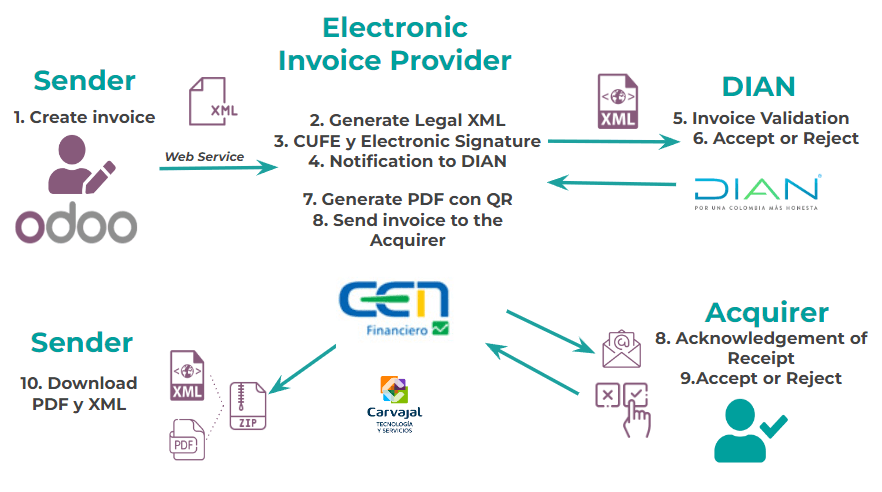 Electronic
Invoice Provider
Sender
1. Create invoice
XML
Web Service
odoo
2. Generate Legal XML
3. CUFE y Electronic Signature
4. Notification to DIAN
7. Generate PDF con QR
8. Send invoice to the
Acquirer
XML
DIAN
5. Invoice Validation
6. Accept or Reject
DIAN
POR UNA COLOMBIA MÁS HONESTA
CEN
Financiero
Carvajal
TECNOLOGÍA
Y SERVICIOS
Sender
10. Download
PDF y XML
XML
PDF
ZIP
Acquirer
8. Acknowledgement of
Receipt
9.Accept or Reject